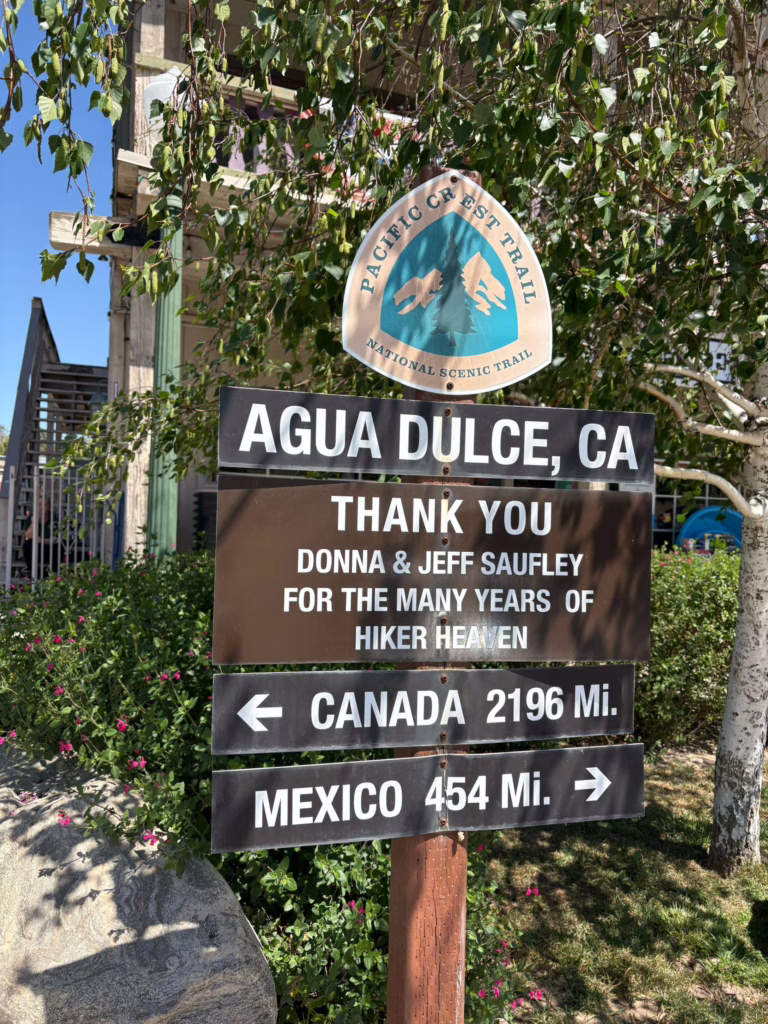 PACIFIC CREST TRAIL
NATIONAL SCENIC TRAIL
AGUA DULCE, CA
THANK YOU
DONNA & JEFF SAUFLEY
FOR THE MANY YEARS OF
HIKER HEAVEN
← CANADA 2196 Mi.
MEXICO 454 Mi. →